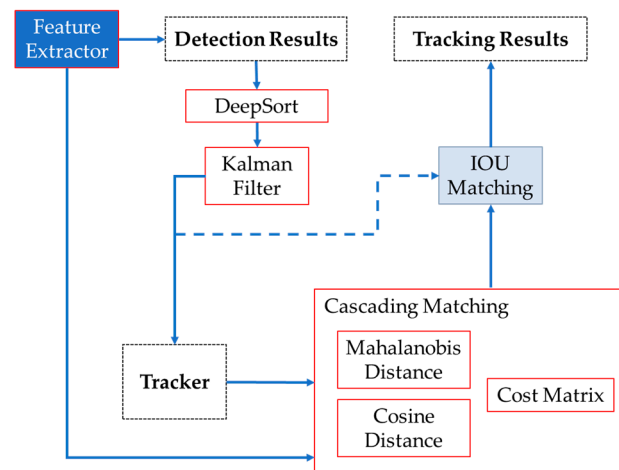 Feature
Extractor
Detection Results
Tracking Results
DeepSort
Kalman
Filter
IOU
Matching
Cascading Matching
Mahalanobis
Distance
Tracker
Cost Matrix
Cosine
Distance